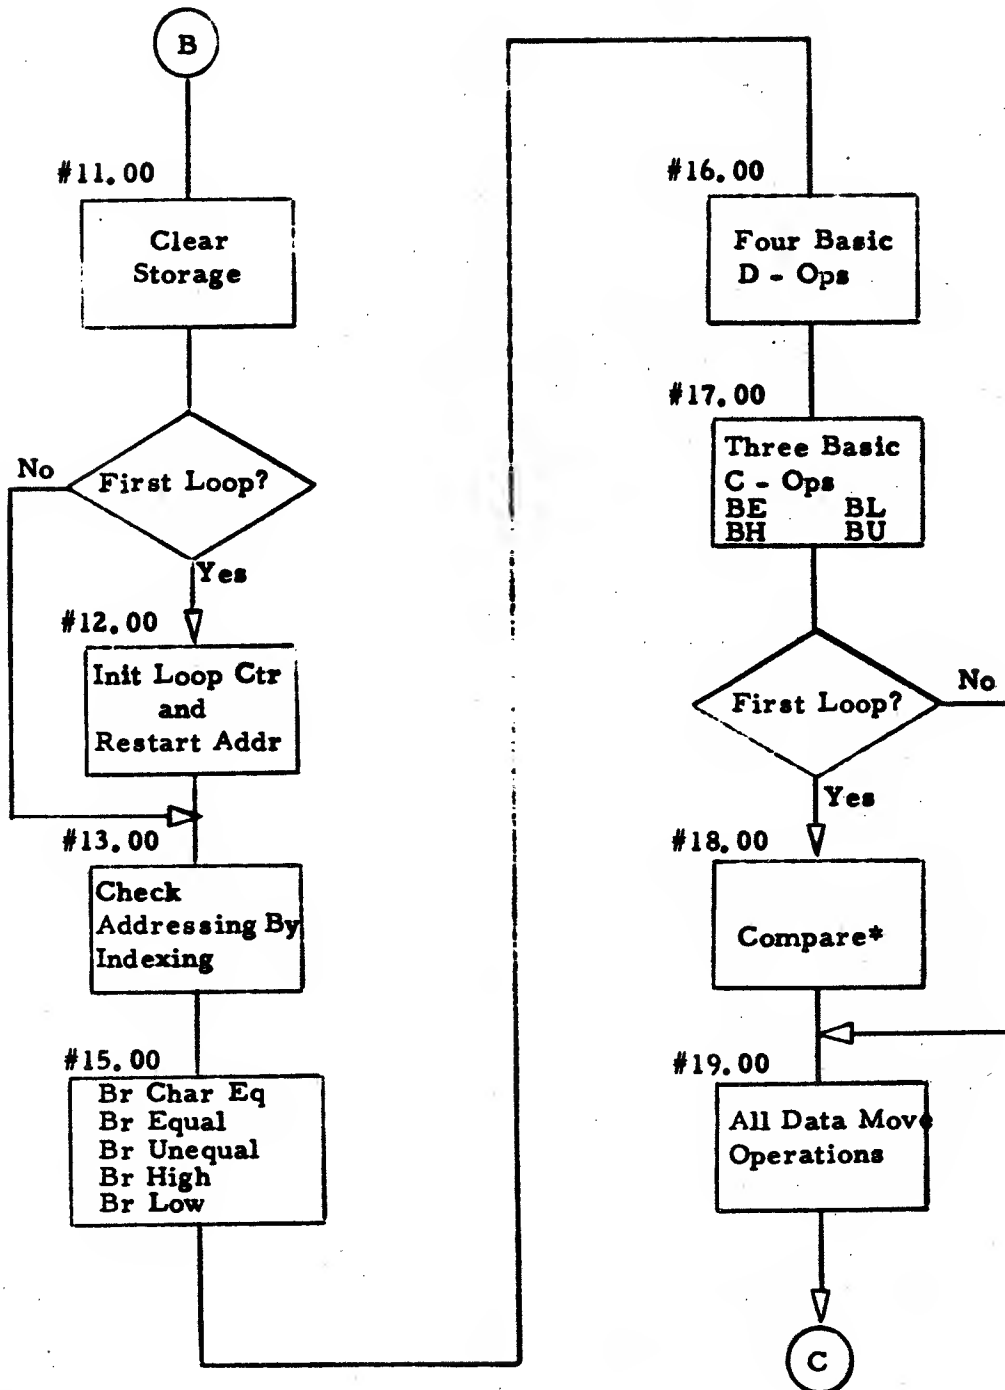 B
#11.00
Clear
Storage
First Loop?
No
Yes
#12.00
Init Loop Ctr
and
Restart Addr
#13.00
Check
Addressing By
Indexing
#15.00
Br Char Eq
Br Equal
Br Unequal
Br High
Br Low
#16.00
Four Basic
D - Ops
#17.00
Three Basic
C - Ops
BE BL
BH BU
First Loop?
No
Yes
#18.00
Compare*
#19.00
All Data Move
Operations
C